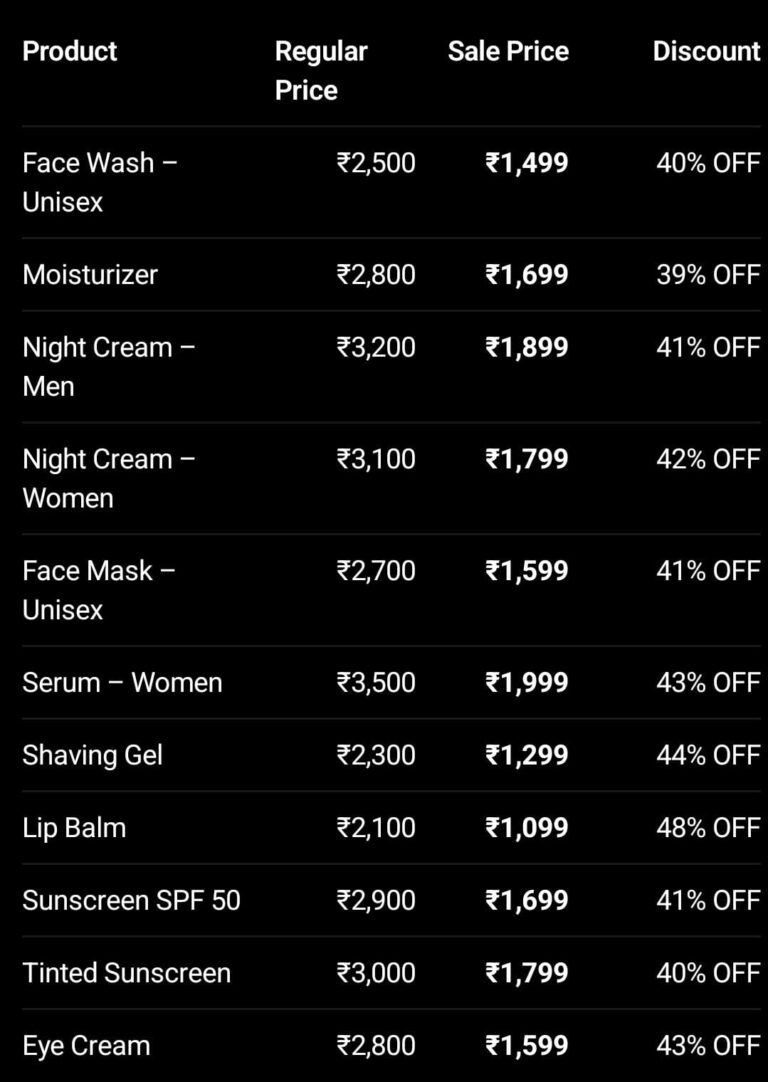 Product Regular Price Sale Price Discount
Face Wash – Unisex ₹2,500 ₹1,499 40% OFF
Moisturizer ₹2,800 ₹1,699 39% OFF
Night Cream – Men ₹3,200 ₹1,899 41% OFF
Night Cream – Women ₹3,100 ₹1,799 42% OFF
Face Mask – Unisex ₹2,700 ₹1,599 41% OFF
Serum – Women ₹3,500 ₹1,999 43% OFF
Shaving Gel ₹2,300 ₹1,299 44% OFF
Lip Balm ₹2,100 ₹1,099 48% OFF
Sunscreen SPF 50 ₹2,900 ₹1,699 41% OFF
Tinted Sunscreen ₹3,000 ₹1,799 40% OFF
Eye Cream ₹2,800 ₹1,599 43% OFF